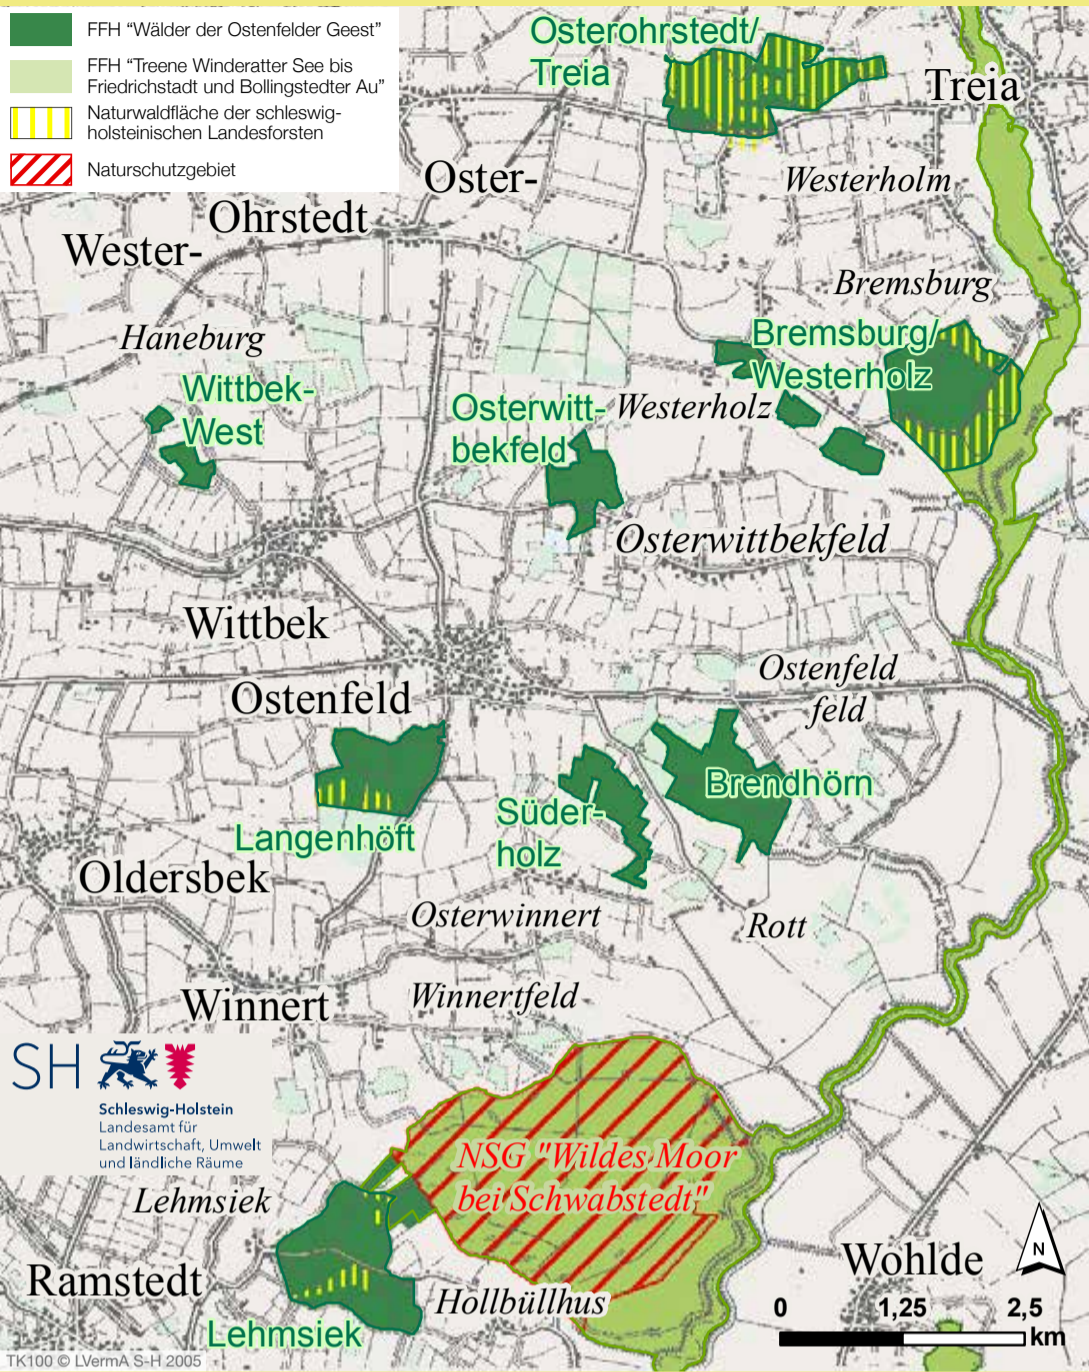 FFH “Wälder der Ostenfelder Geest”
FFH “Treene Winderatter See bis
Friedrichstadt und Bollingstedter Au”
Naturwaldfläche der schleswig-
holsteinischen Landesforsten
Naturschutzgebiet
Osterohrstedt/
Treia
Treia
Oster-
Westerholm
Ohrstedt
Wester-
Bremsburg
Haneburg
Bremsburg/
Westerholz
Wittbek-
West
Osterwitt-
bekfeld
Westerholz
Osterwittbekfeld
Wittbek
Ostenfeld
feld
Ostenfeld
Brendhörn
Süder-
holz
Langenhöft
Oldersbek
Osterwinnert
Rott
Winnert
Winnertfeld
SH
Schleswig-Holstein
Landesamt für
Landwirtschaft, Umwelt
und ländliche Räume
NSG "Wildes Moor
bei Schwabstedt"
Lehmsiek
Ramstedt
Hollbüllhus
Lehmsiek
Wohlde
N
0 1,25 2,5
km
TK100 © LVermA S-H 2005